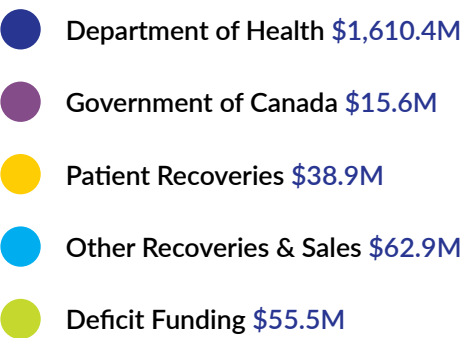 Department of Health $1,610.4M
Government of Canada $15.6M
Patient Recoveries $38.9M
Other Recoveries & Sales $62.9M
Deficit Funding $55.5M